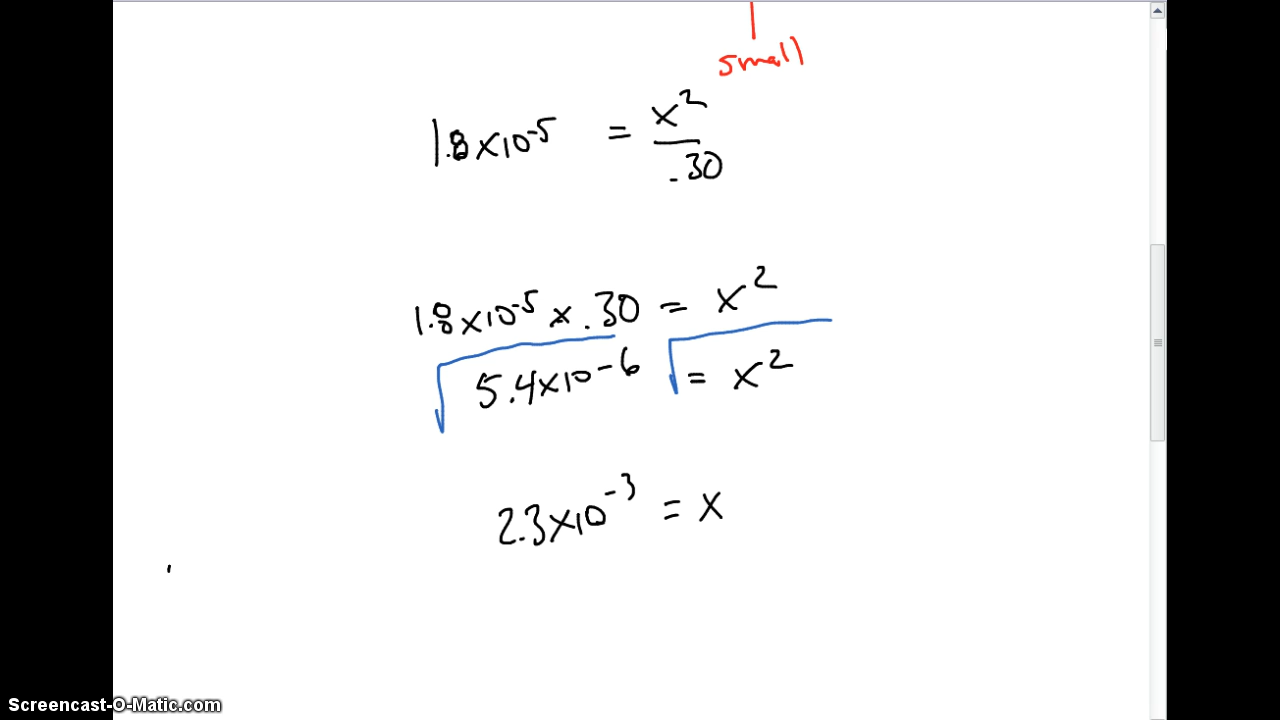 small
1.8x10⁻⁵ = x²/.30
1.8x10⁻⁵ x .30 = x²
√5.4x10⁻⁶ √= x²
2.3x10⁻³ = x
Screencast-O-Matic.com